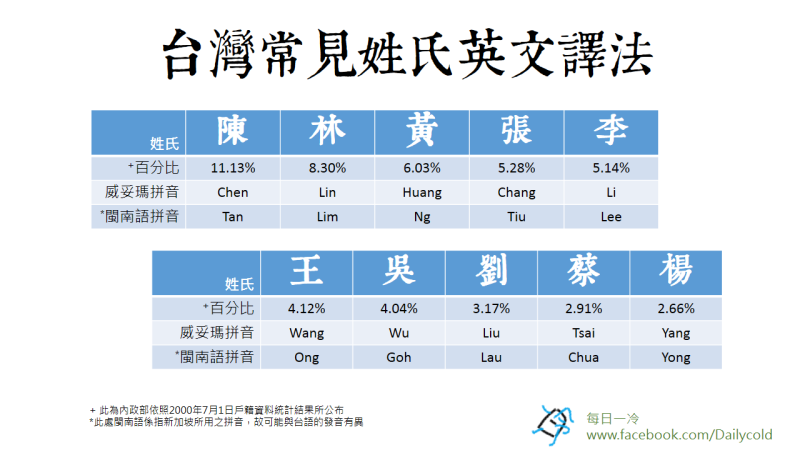 台灣常見姓氏英文譯法
姓氏 陳 林 黃 張 李
+百分比 11.13% 8.30% 6.03% 5.28% 5.14%
威妥瑪拼音 Chen Lin Huang Chang Li
*閩南語拼音 Tan Lim Ng Tiu Lee
姓氏 王 吳 劉 蔡 楊
+百分比 4.12% 4.04% 3.17% 2.91% 2.66%
威妥瑪拼音 Wang Wu Liu Tsai Yang
*閩南語拼音 Ong Goh Lau Chua Yong
+ 此為內政部依照2000年7月1日戶籍資料統計結果所公布
*此處閩南語係指新加坡所用之拼音，故可能與台語的發音有異
每日一冷
www.facebook.com/Dailycold